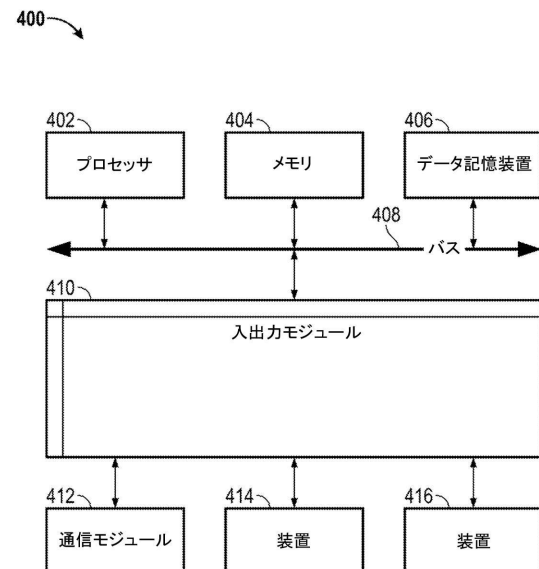 400
402
プロセッサ
404
メモリ
406
データ記憶装置
408
バス
410
入出力モジュール
412
通信モジュール
414
装置
416
装置